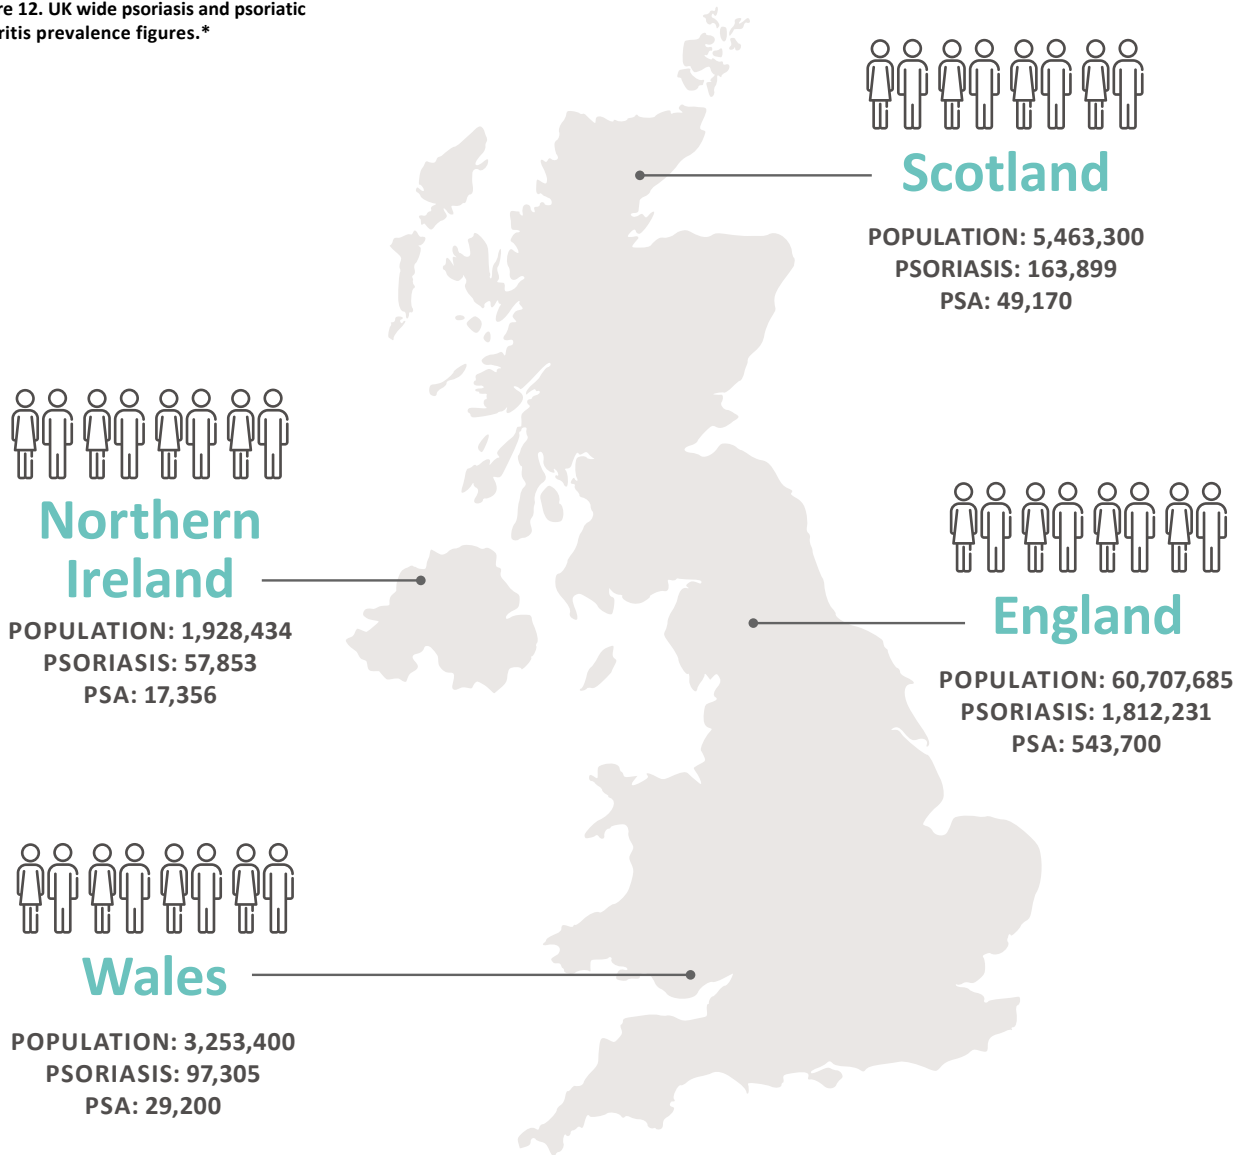 re 12. UK wide psoriasis and psoriatic
ritis prevalence figures.*
Scotland
POPULATION: 5,463,300
PSORIASIS: 163,899
PSA: 49,170
Northern
Ireland
POPULATION: 1,928,434
PSORIASIS: 57,853
PSA: 17,356
England
POPULATION: 60,707,685
PSORIASIS: 1,812,231
PSA: 543,700
Wales
POPULATION: 3,253,400
PSORIASIS: 97,305
PSA: 29,200